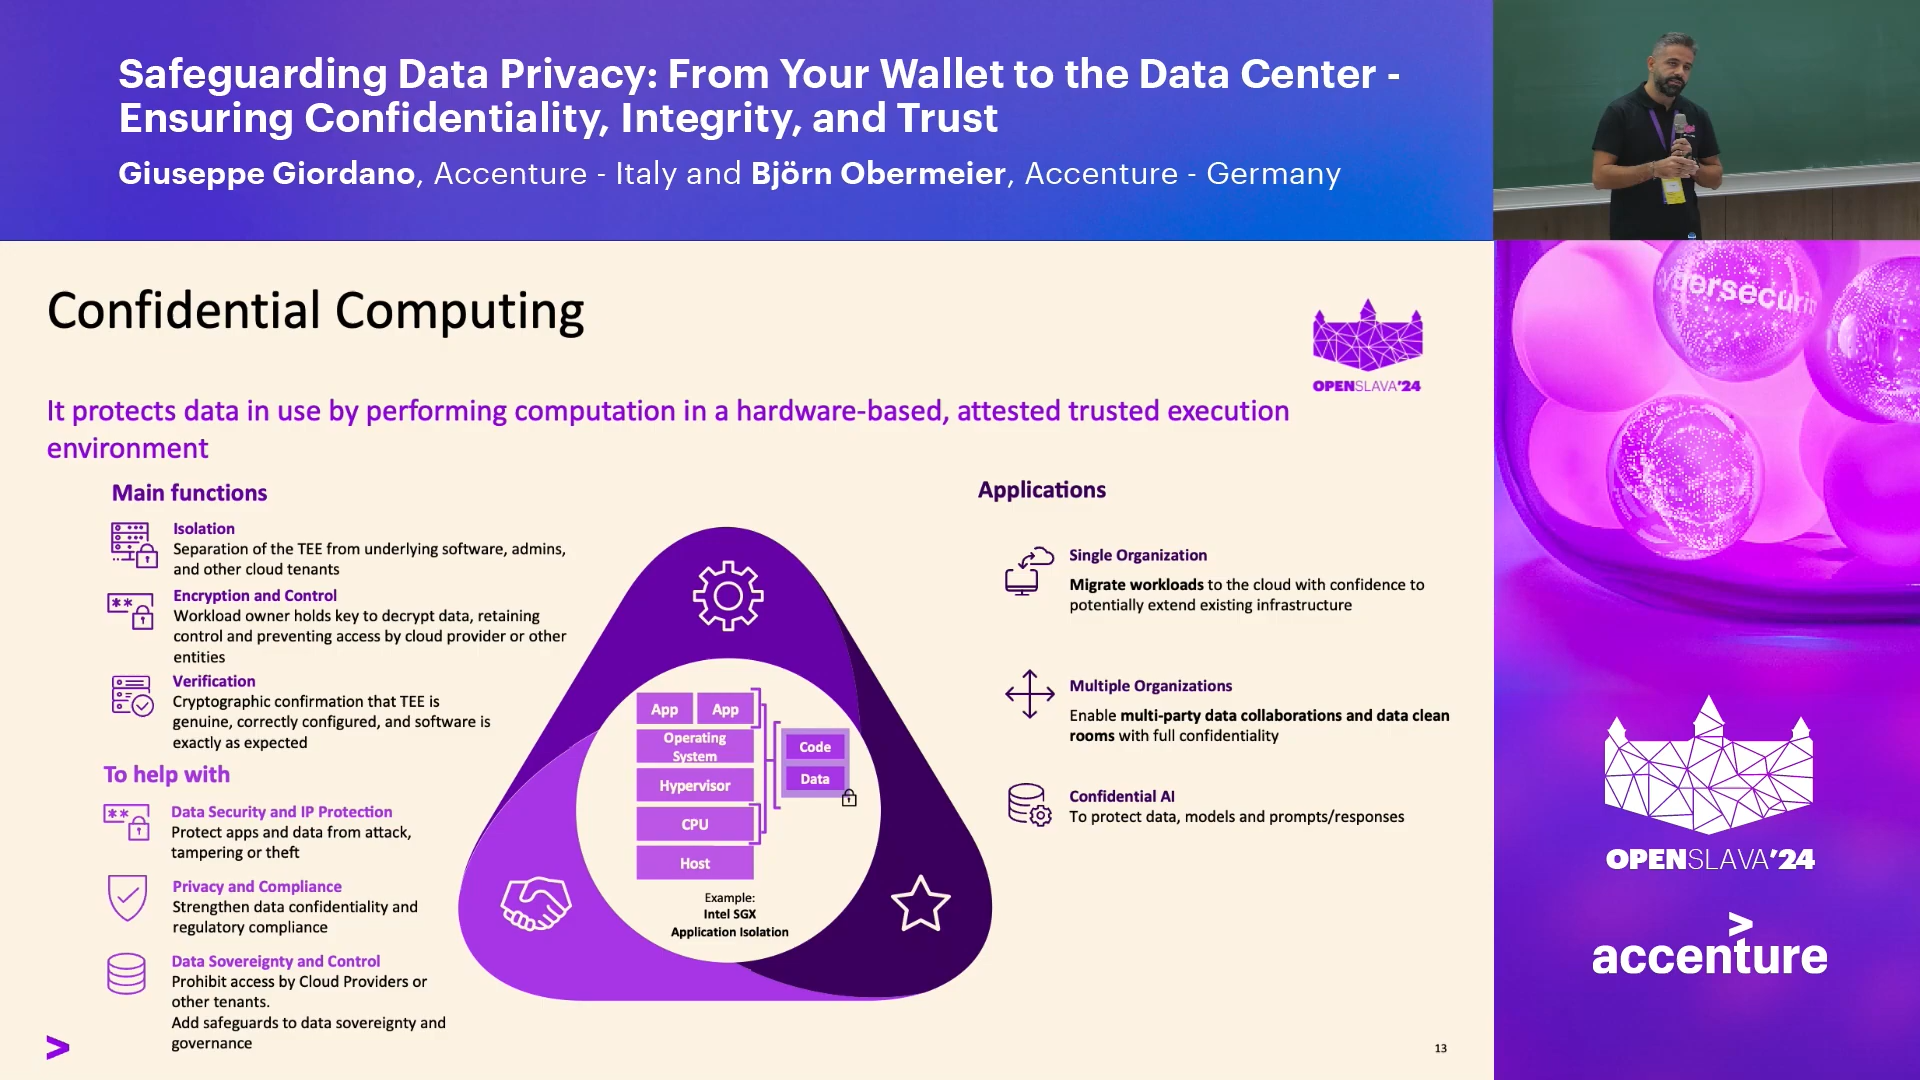 Safeguarding Data Privacy: From Your Wallet to the Data Center -
Ensuring Confidentiality, Integrity, and Trust
Giuseppe Giordano, Accenture - Italy and Björn Obermeier, Accenture - Germany
Confidential Computing
OPENSLAVA'24
It protects data in use by performing computation in a hardware-based, attested trusted execution
environment
Main functions
Isolation
Separation of the TEE from underlying software, admins,
and other cloud tenants
Encryption and Control
Workload owner holds key to decrypt data, retaining
control and preventing access by cloud provider or other
entities
Verification
Cryptographic confirmation that TEE is
genuine, correctly configured, and software is
exactly as expected
To help with
Data Security and IP Protection
Protect apps and data from attack,
tampering or theft
Privacy and Compliance
Strengthen data confidentiality and
regulatory compliance
Data Sovereignty and Control
Prohibit access by Cloud Providers or
other tenants.
Add safeguards to data sovereignty and
governance
App App
Operating
System
Hypervisor
CPU
Host
Code
Data
Example:
Intel SGX
Application Isolation
Applications
Single Organization
Migrate workloads to the cloud with confidence to
potentially extend existing infrastructure
Multiple Organizations
Enable multi-party data collaborations and data clean
rooms with full confidentiality
Confidential AI
To protect data, models and prompts/responses
13
OPENSLAVA'24
accenture